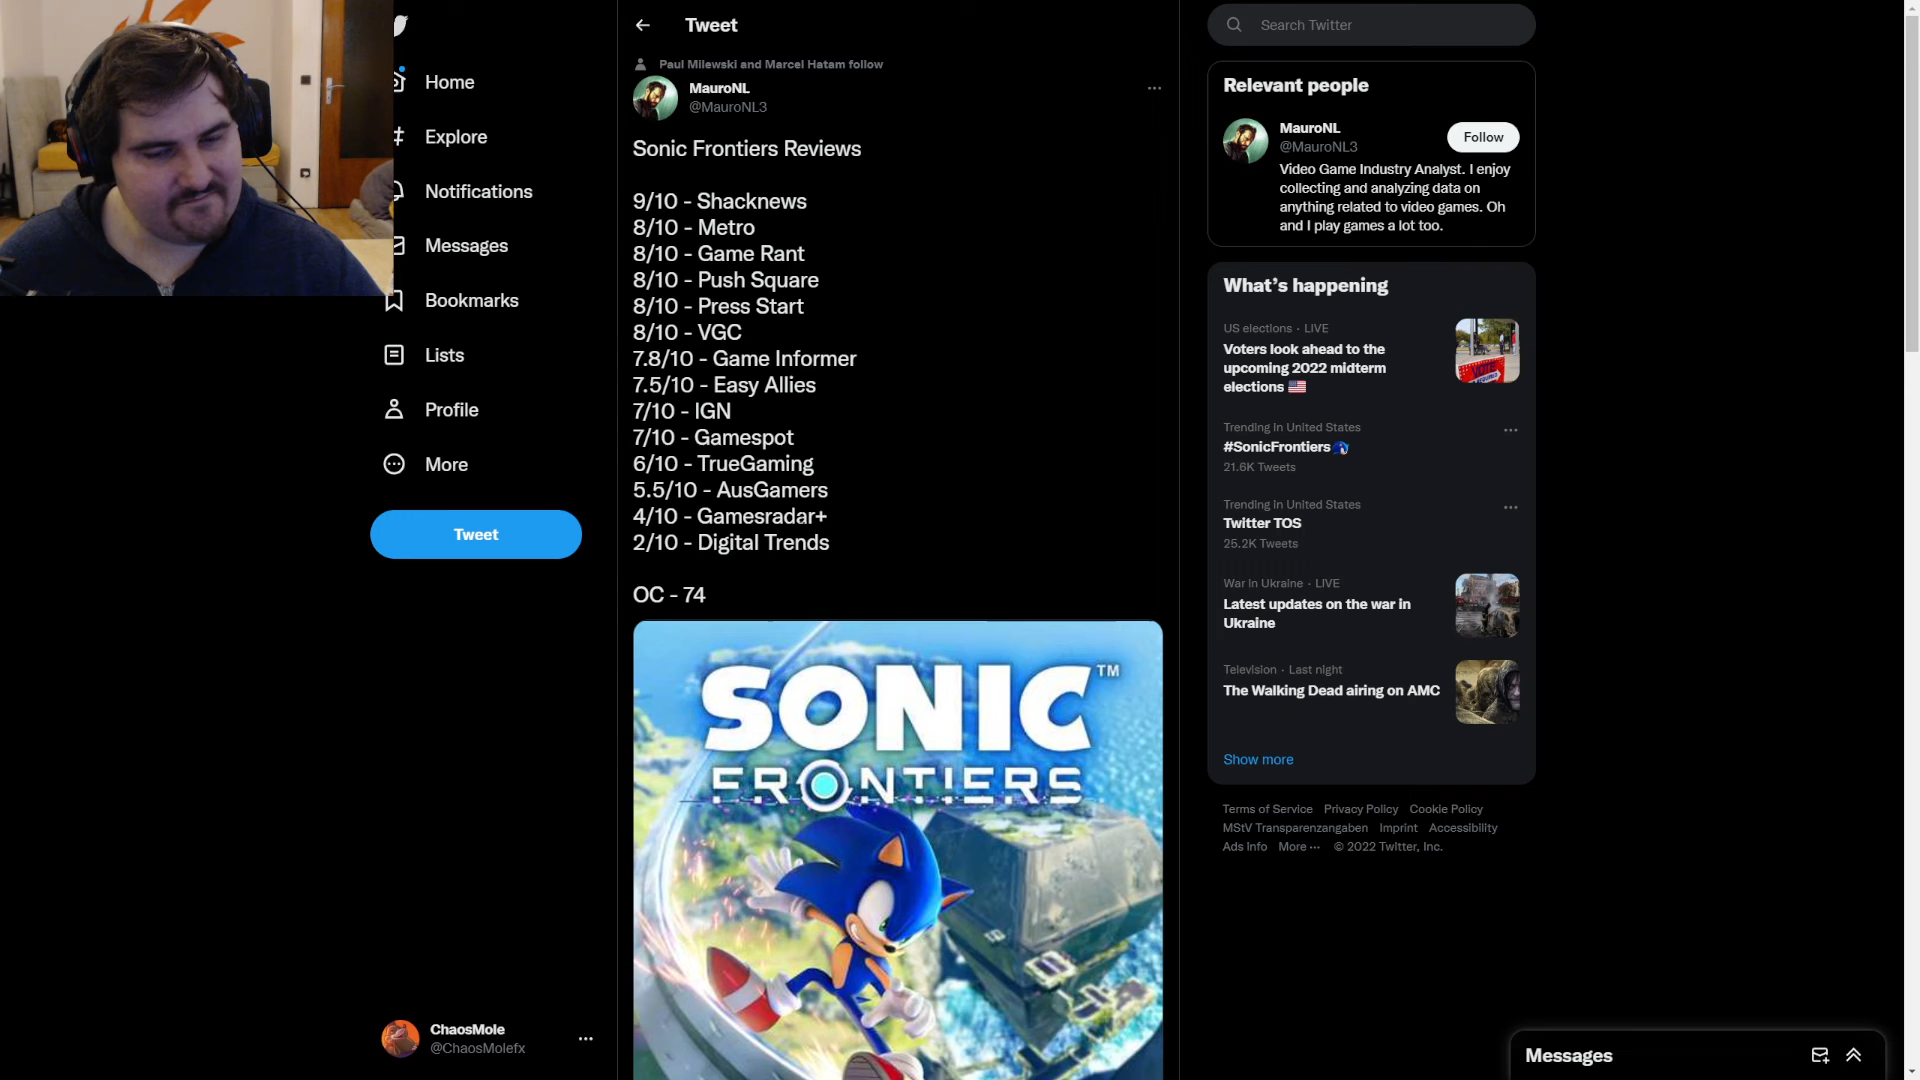 Home
Explore
Notifications
Messages
Bookmarks
Lists
Profile
More
Tweet
ChaosMole
@ChaosMolefx
Tweet
Paul Milewski and Marcel Hatam follow
MauroNL
@MauroNL3
Sonic Frontiers Reviews
9/10 - Shacknews
8/10 - Metro
8/10 - Game Rant
8/10 - Push Square
8/10 - Press Start
8/10 - VGC
7.8/10 - Game Informer
7.5/10 - Easy Allies
7/10 - IGN
7/10 - Gamespot
6/10 - TrueGaming
5.5/10 - AusGamers
4/10 - Gamesradar+
2/10 - Digital Trends
OC - 74
SONIC™
FRONTIERS
Search Twitter
Relevant people
MauroNL
@MauroNL3
Follow
Video Game Industry Analyst. I enjoy
collecting and analyzing data on
anything related to video games. Oh
and I play games a lot too.
What's happening
US elections · LIVE
Voters look ahead to the
upcoming 2022 midterm
elections
VOTE
Trending in United States
#SonicFrontiers
21.6K Tweets
Trending in United States
Twitter TOS
25.2K Tweets
War in Ukraine · LIVE
Latest updates on the war in
Ukraine
Television · Last night
The Walking Dead airing on AMC
Show more
Terms of Service Privacy Policy Cookie Policy
MStV Transparenzangaben Imprint Accessibility
Ads info More ··· © 2022 Twitter, Inc.
Messages